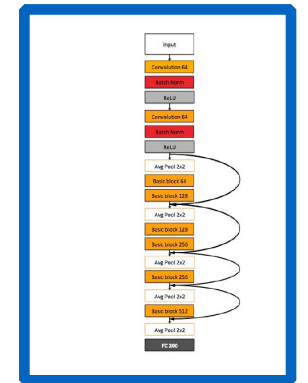 Input
Convolution 64
Batch Norm
ReLU
Convolution 64
Batch Norm
ReLU
Avg Pool 2x2
Basic block 64
Basic block 128
Avg Pool 2x2
Basic block 128
Basic block 256
Avg Pool 2x2
Basic block 256
Avg Pool 2x2
Basic block 512
Avg Pool 2x2
FC 200